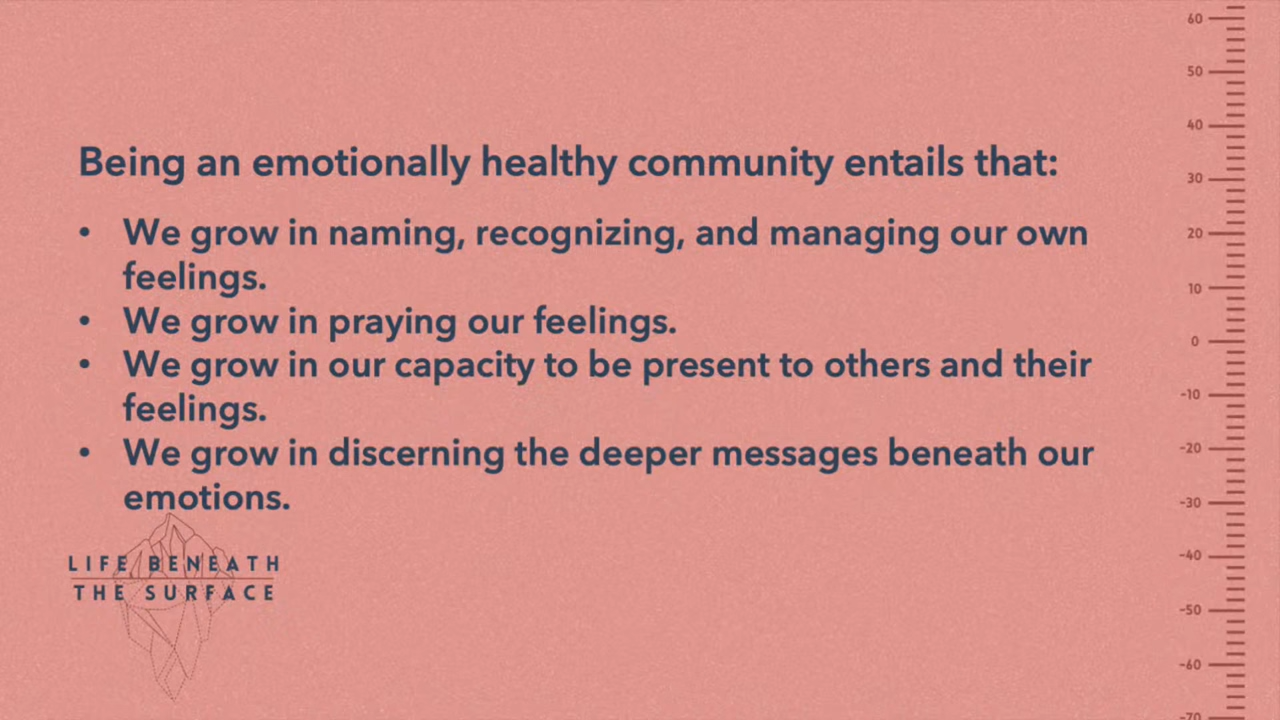 Being an emotionally healthy community entails that:
• We grow in naming, recognizing, and managing our own
feelings.
• We grow in praying our feelings.
• We grow in our capacity to be present to others and their
feelings.
• We grow in discerning the deeper messages beneath our
emotions.
LIFE BENEATH
THE SURFACE
60
50
40
30
20
10
0
-10
-20
-30
-40
-50
-60
-70